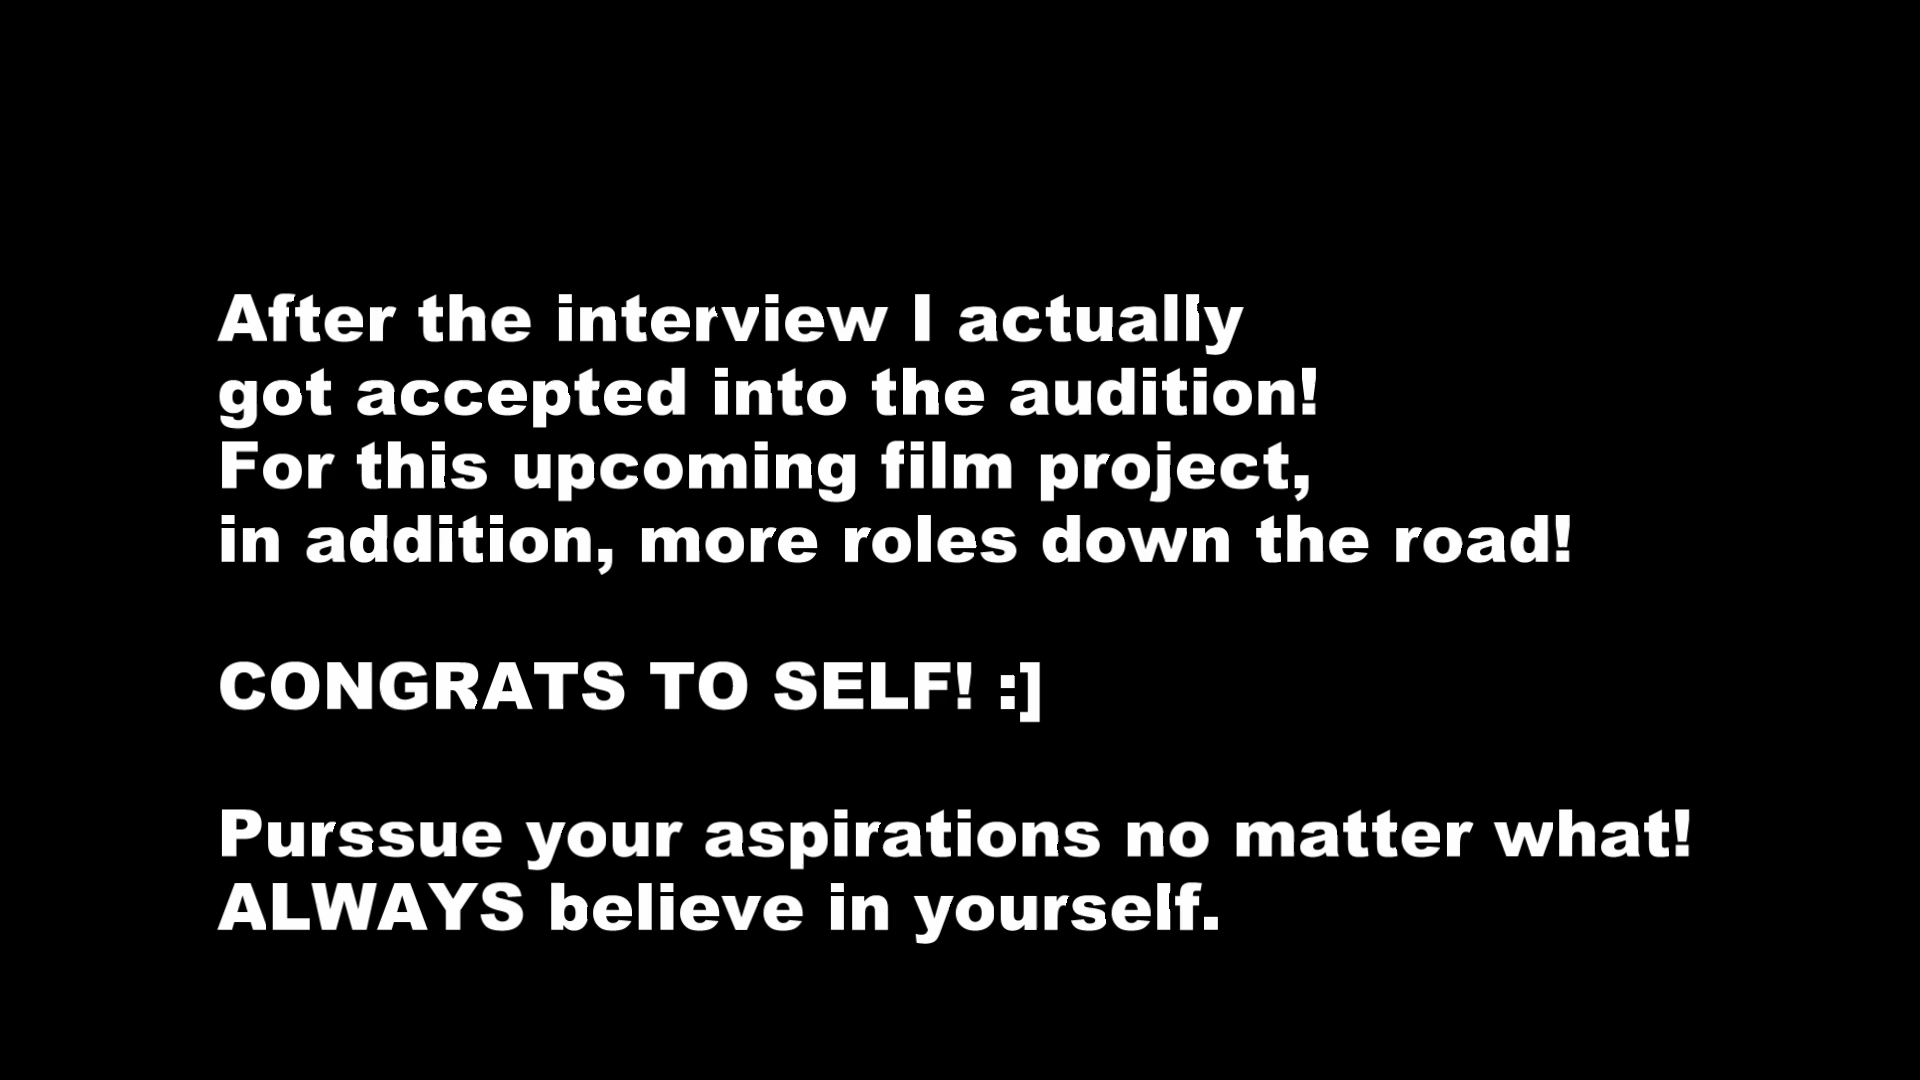 After the interview I actually
got accepted into the audition!
For this upcoming film project,
in addition, more roles down the road!
CONGRATS TO SELF! :]
Purssue your aspirations no matter what!
ALWAYS believe in yourself.